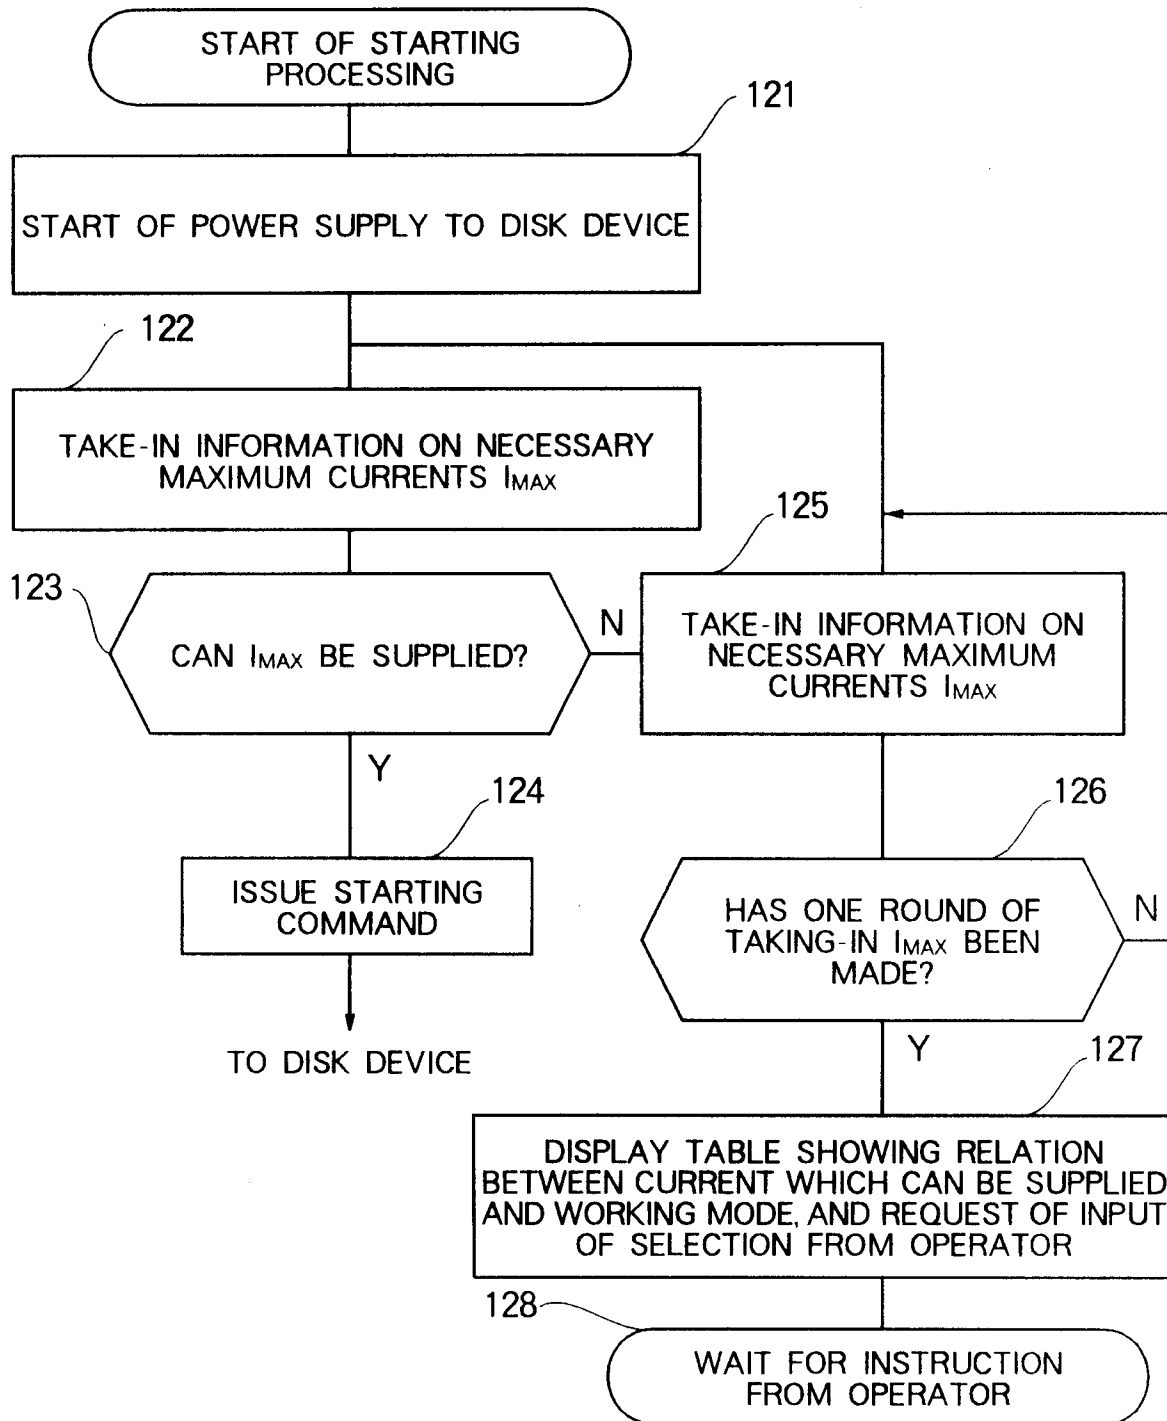 START OF STARTING
PROCESSING
121
START OF POWER SUPPLY TO DISK DEVICE
122
TAKE-IN INFORMATION ON NECESSARY
MAXIMUM CURRENTS IMAX
123
CAN IMAX BE SUPPLIED?
N
Y
124
ISSUE STARTING
COMMAND
TO DISK DEVICE
125
TAKE-IN INFORMATION ON
NECESSARY MAXIMUM
CURRENTS IMAX
126
HAS ONE ROUND OF
TAKING-IN IMAX BEEN
MADE?
N
Y
127
DISPLAY TABLE SHOWING RELATION
BETWEEN CURRENT WHICH CAN BE SUPPLIED
AND WORKING MODE, AND REQUEST OF INPUT
OF SELECTION FROM OPERATOR
128
WAIT FOR INSTRUCTION
FROM OPERATOR